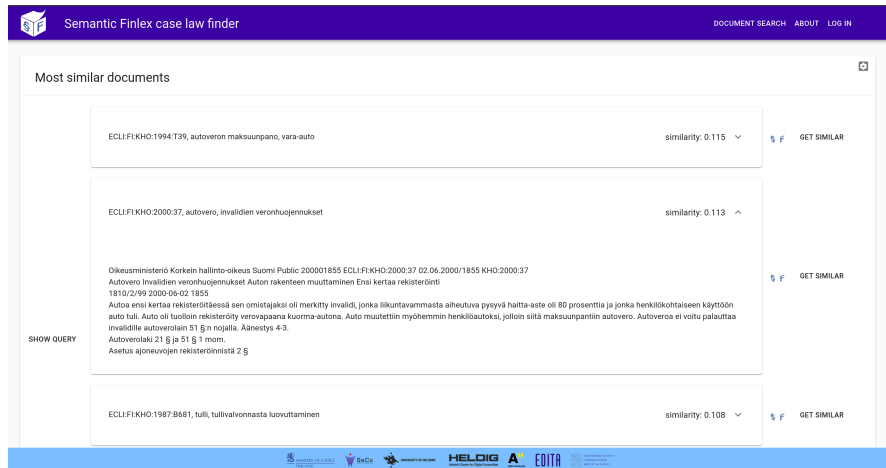 Semantic Finlex case law finder
DOCUMENT SEARCH ABOUT LOG IN
Most similar documents
ECLI:FI:KHO:1994:T39, autoveron maksuunpano, vara-auto similarity: 0.115 GET SIMILAR
ECLI:FI:KHO:2000:37, autovero, invalidien veronhuojennukset similarity: 0.113
Oikeusministeriö Korkein hallinto-oikeus Suomi Public 200001855 ECLI:FI:KHO:2000:37 02.06.2000/1855 KHO:2000:37
Autovero Invalidien veronhuojennukset Auton rakenteen muuttaminen Ensi kertaa rekisteröinti
1810/2/99 2000-06-02 1855
Autoa ensi kertaa rekisteröitäessä sen omistajaksi oli merkitty invalidi, jonka liikuntavammasta aiheutuva pysyvä haitta-aste oli 80 prosenttia ja jonka henkilökohtaiseen käyttöön
auto tuli. Auto oli tuolloin rekisteröity verovapaana kuorma-autona. Auto muutettiin myöhemmin henkilöautoksi, jolloin siitä maksuunpantiin autovero. Autoveroa ei voitu palauttaa
invalidille autoverolain 51 §:n nojalla. Äänestys 4-3.
Autoverolaki 21 § ja 51 § 1 mom.
Asetus ajoneuvojen rekisteröinnistä 2 §
GET SIMILAR
SHOW QUERY
ECLI:FI:KHO:1987:B681, tulli, tullivalvonnasta luovuttaminen similarity: 0.108 GET SIMILAR
MINISTRY OF JUSTICE SeCo UNIVERSITY OF HELSINKI HELDIG EDITA